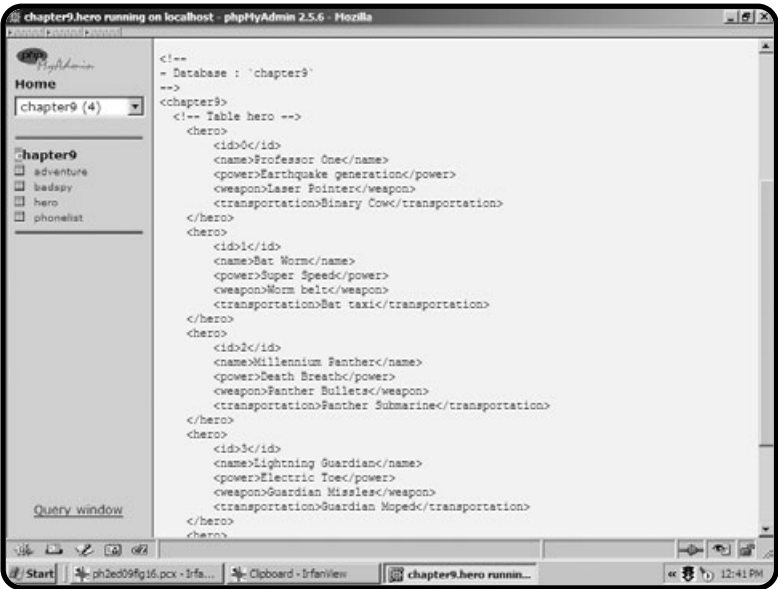 chapter9.hero running on localhost - phpMyAdmin 2.5.6 - Mozilla
php
MyAdmin
Home
chapter9 (4)
chapter9
adventure
badspy
hero
phonelist
Query window
<!--
- Database : `chapter9`
-->
<chapter9>
<!-- Table hero -->
<hero>
<id>0</id>
<name>Professor One</name>
<power>Earthquake generation</power>
<weapon>Laser Pointer</weapon>
<transportation>Binary Cow</transportation>
</hero>
<hero>
<id>1</id>
<name>Bat Worm</name>
<power>Super Speed</power>
<weapon>Worm belt</weapon>
<transportation>Bat taxi</transportation>
</hero>
<hero>
<id>2</id>
<name>Millennium Panther</name>
<power>Death Breath</power>
<weapon>Panther Bullets</weapon>
<transportation>Panther Submarine</transportation>
</hero>
<hero>
<id>3</id>
<name>Lightning Guardian</name>
<power>Electric Toe</power>
<weapon>Guardian Missles</weapon>
<transportation>Guardian Moped</transportation>
</hero>
<hero>
Start
ph2ed09fig16.pcx - Irfa...
Clipboard - IrfanView
chapter9.hero runnin...
12:41 PM